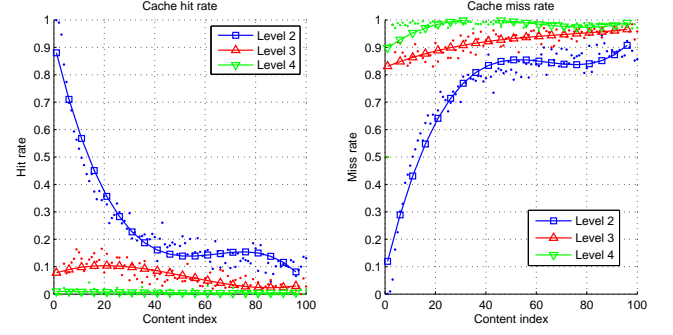 Cache hit rate
1
0.9
0.8
0.7
0.6
0.5
0.4
0.3
0.2
0.1
0
0 20 40 60 80 100
Hit rate
Content index
Level 2
Level 3
Level 4
Cache miss rate
1
0.9
0.8
0.7
0.6
0.5
0.4
0.3
0.2
0.1
0
0 20 40 60 80 100
Miss rate
Content index
Level 2
Level 3
Level 4